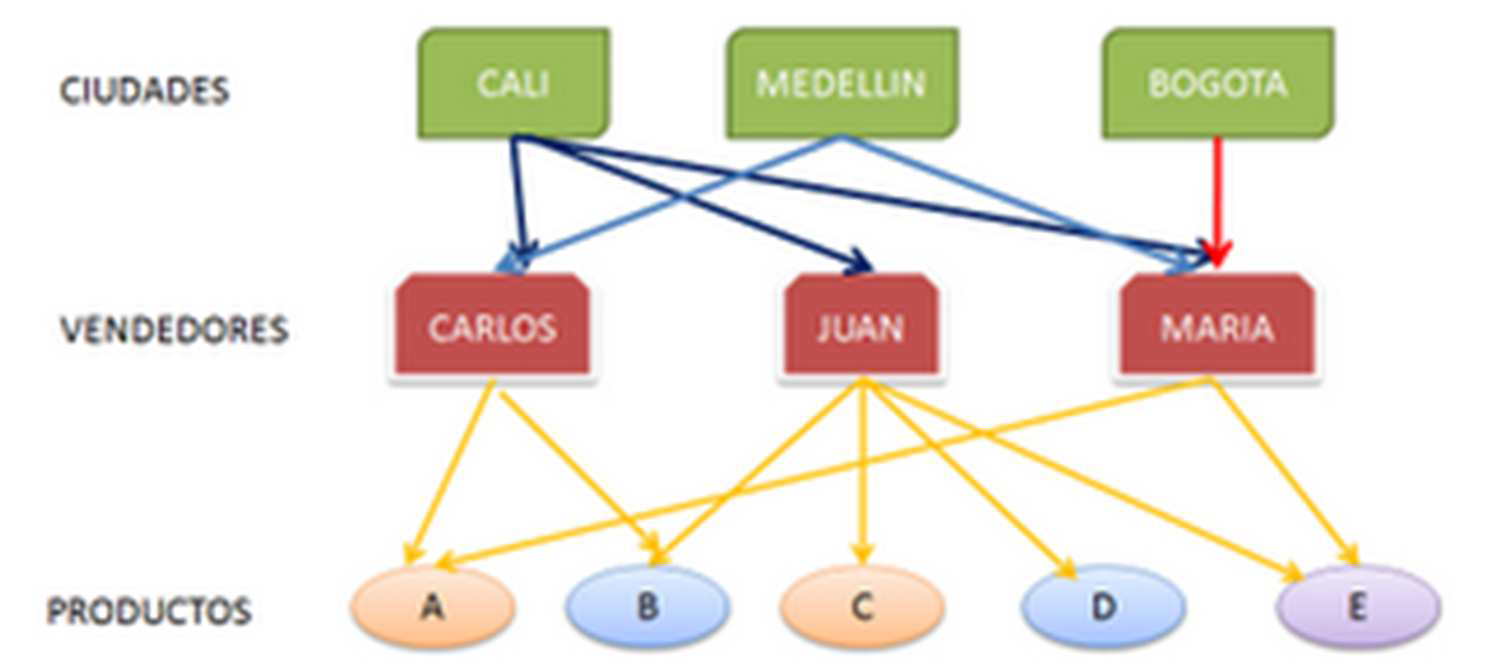 CIUDADES CALI MEDELLIN BOGOTA
VENDEDORES CARLOS JUAN MARIA
PRODUCTOS A B C D E